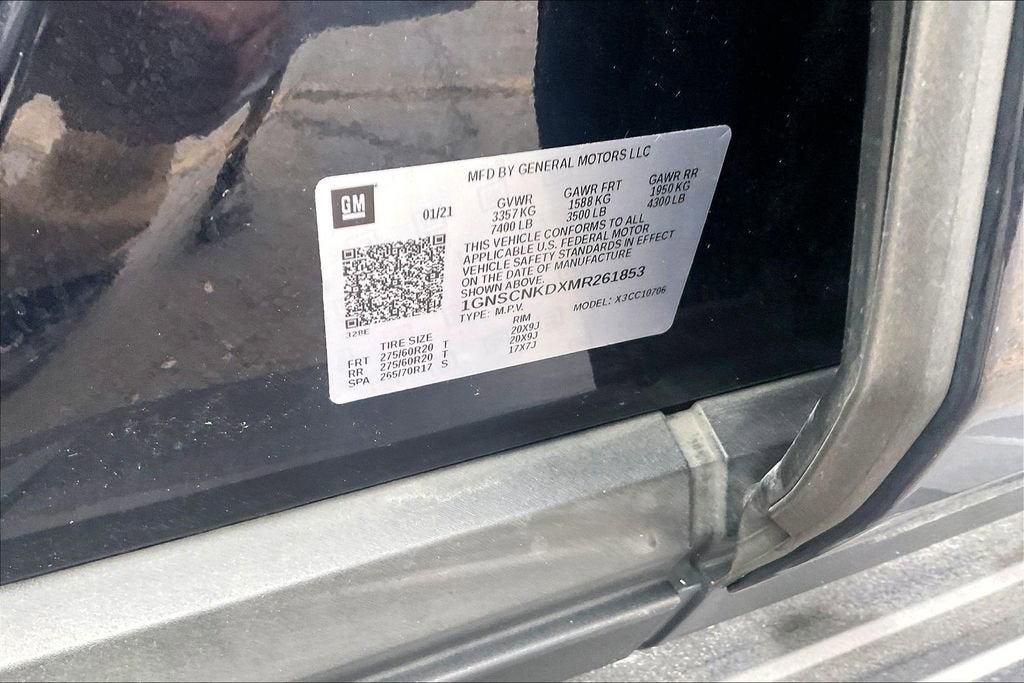 MFD BY GENERAL MOTORS LLC
GM
01/21
GVWR GAWR FRT GAWR RR
3357 KG 1588 KG 1950 KG
7400 LB 3500 LB 4300 LB
THIS VEHICLE CONFORMS TO ALL
APPLICABLE U.S. FEDERAL MOTOR
VEHICLE SAFETY STANDARDS IN EFFECT
ON THE DATE OF MANUFACTURE
SHOWN ABOVE.
1GNSCNKDXMR261853
TYPE: M.P.V. MODEL: X3CC10706
328E
TIRE SIZE RIM
FRT 275/60R20 T 20X9J
RR 275/60R20 T 20X9J
SPA 265/70R17 S 17X7J